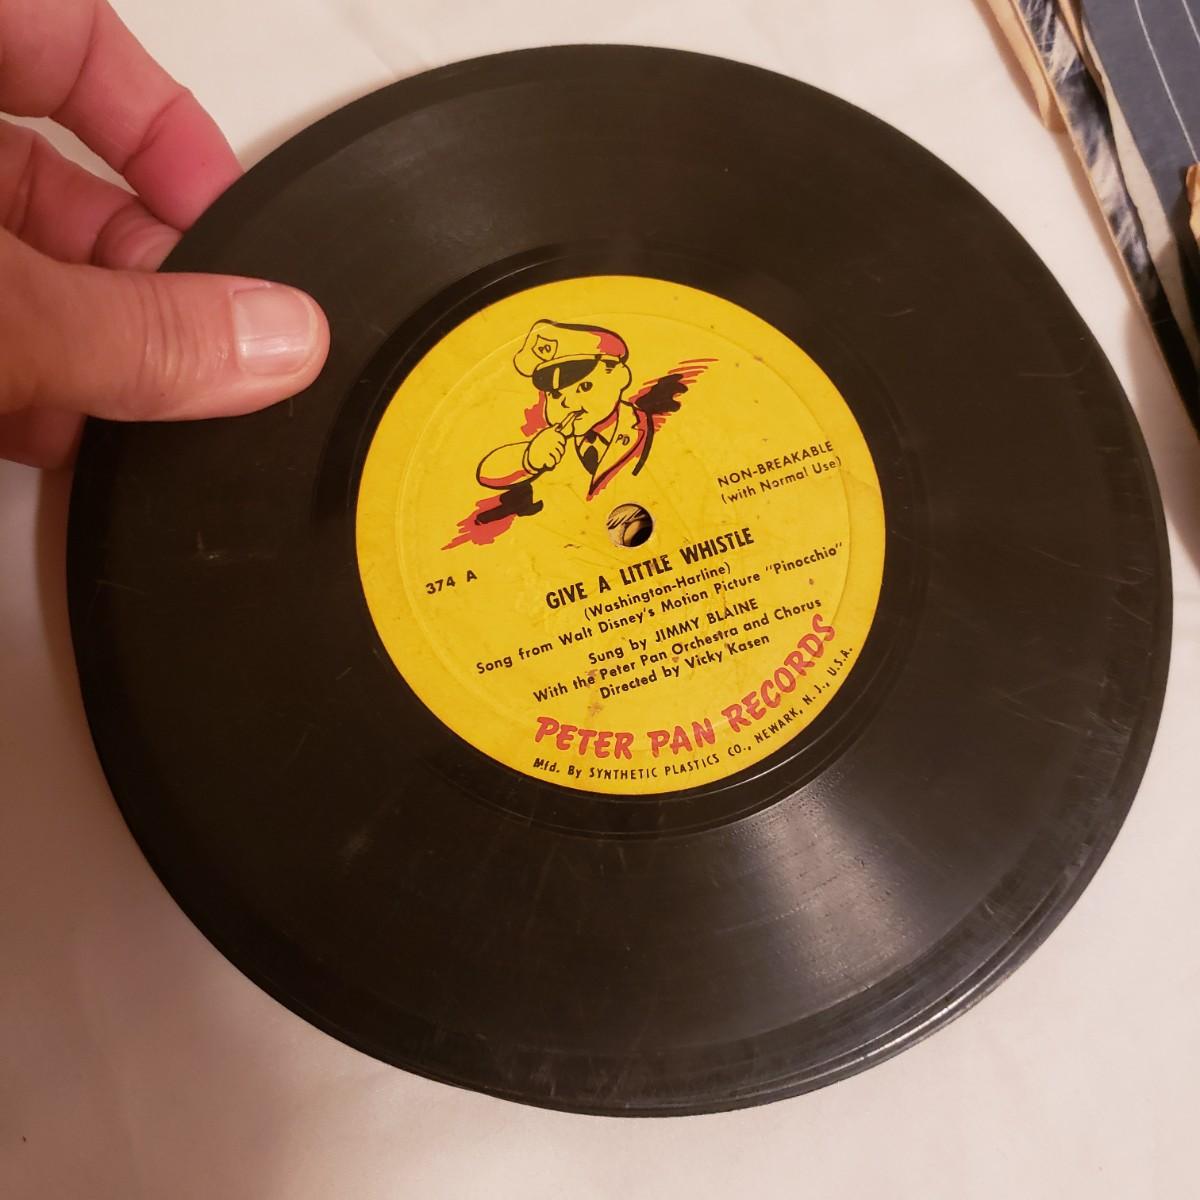 PD
PD
NON-BREAKABLE
(with Normal Use)
374 A
GIVE A LITTLE WHISTLE
(Washington-Harline)
Song from Walt Disney's Motion Picture "Pinocchio"
Sung by JIMMY BLAINE
With the Peter Pan Orchestra and Chorus
Directed by Vicky Kasen
PETER PAN RECORDS
Mfd. By SYNTHETIC PLASTICS CO., NEWARK, N. J., U.S.A.